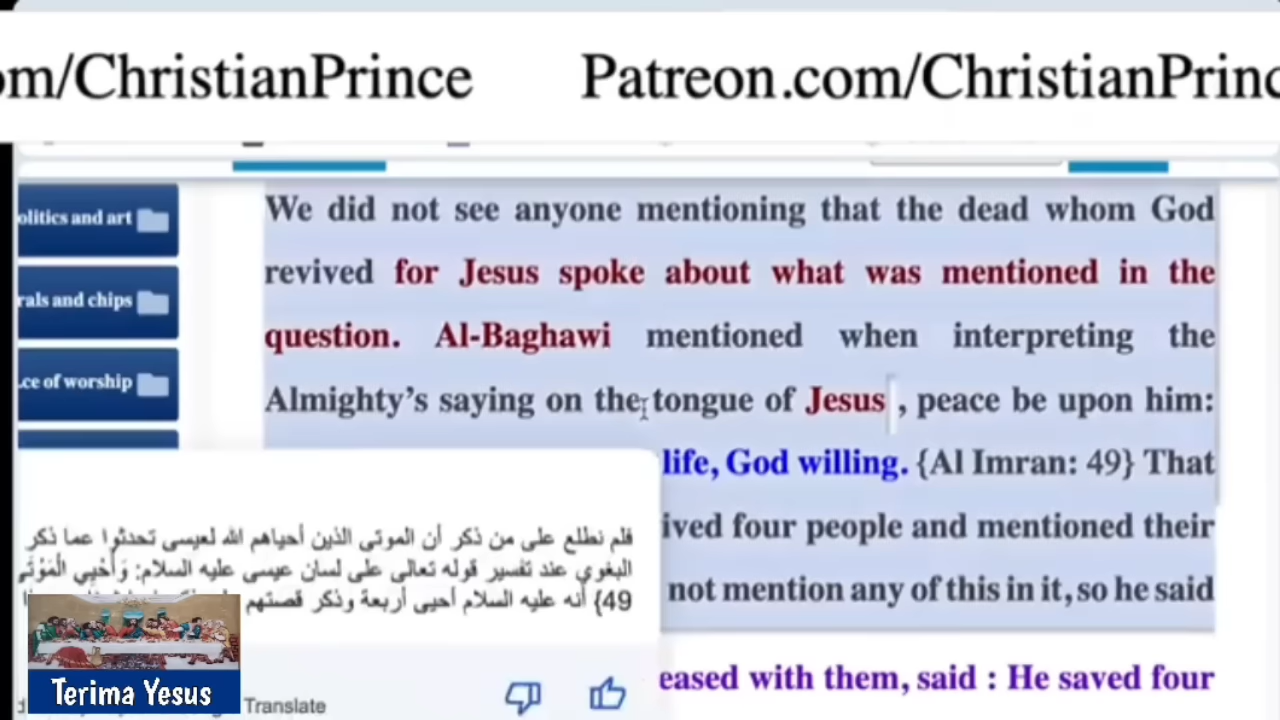 om/ChristianPrince Patreon.com/ChristianPrinc
olitics and art
rals and chips
ce of worship
We did not see anyone mentioning that the dead whom God
revived for Jesus spoke about what was mentioned in the
question. Al-Baghawi mentioned when interpreting the
Almighty’s saying on the tongue of Jesus , peace be upon him:
life, God willing. {Al Imran: 49} That
ived four people and mentioned their
not mention any of this in it, so he said
eased with them, said : He saved four
فلم نطلع على من ذكر أن الموتى الذين أحياهم الله لعيسى تحدثوا عما ذكر
البغوي عند تفسير قوله تعالى على لسان عيسى عليه السلام: وَأُحْيِي الْمَوْتَى
49} أنه عليه السلام أحيى أربعة وذكر قصتهم
Terima Yesus
Translate